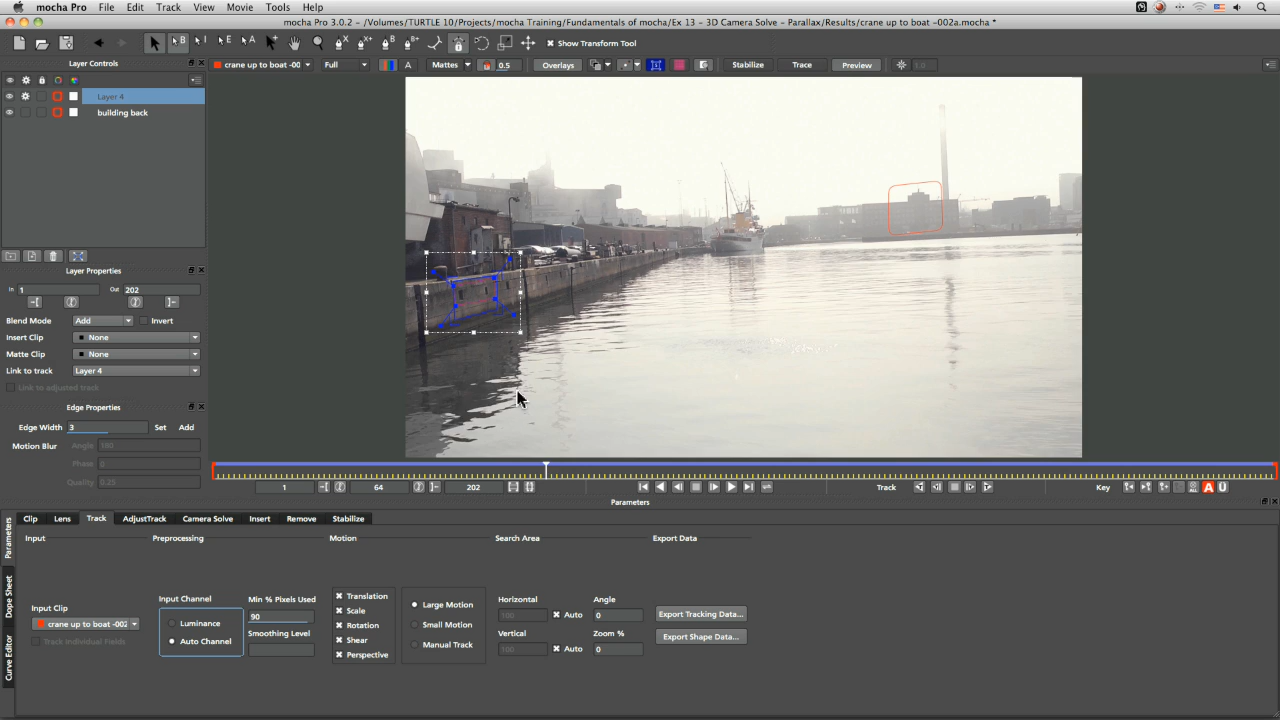 mocha Pro File Edit Track View Movie Tools Help
mocha Pro 3.0.2 - /Volumes/TURTLE 10/Projects/mocha Training/Fundamentals of mocha/Ex 13 - 3D Camera Solve - Parallax/Results/crane up to boat -002a.mocha *
B I E A X X+ B B+ Show Transform Tool
Layer Controls
crane up to boat -00 Full A Mattes 0.5 Overlays Stabilize Trace Preview 1.0
Layer 4
building back
Layer Properties
In 1 Out 202
Blend Mode Add Invert
Insert Clip None
Matte Clip None
Link to track Layer 4
Link to adjusted track
Edge Properties
Edge Width 3 Set Add
Motion Blur Angle 180
Phase 0
Quality 0.25
1 64 202 Track Key ALL A U
Parameters
Parameters
Dope Sheet
Curve Editor
Clip Lens Track AdjustTrack Camera Solve Insert Remove Stabilize
Input Preprocessing Motion Search Area Export Data
Input Clip
crane up to boat -002
Track Individual Fields
Input Channel
Luminance
Auto Channel
Min % Pixels Used
90
Smoothing Level
Translation
Scale
Rotation
Shear
Perspective
Large Motion
Small Motion
Manual Track
Horizontal Angle
100 Auto 0
Vertical Zoom %
100 Auto 0
Export Tracking Data...
Export Shape Data...